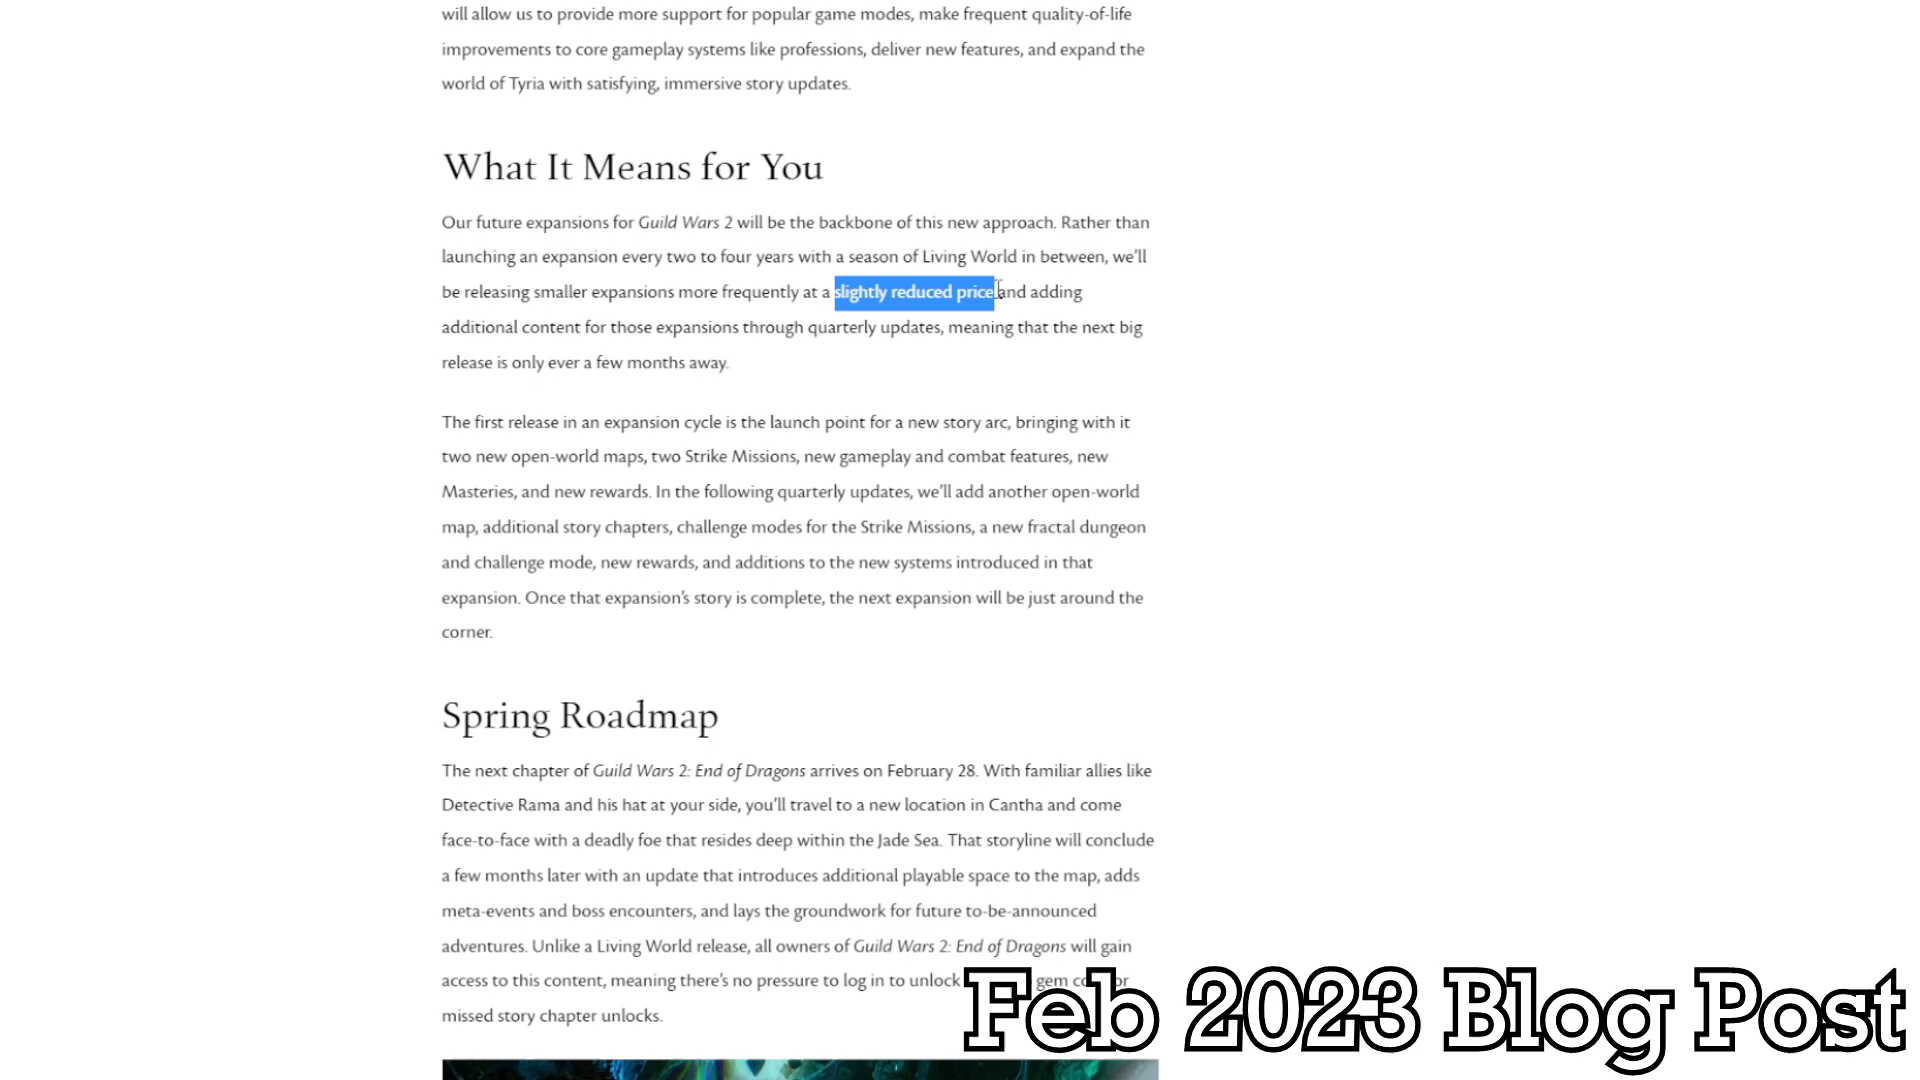 will allow us to provide more support for popular game modes, make frequent quality-of-life
improvements to core gameplay systems like professions, deliver new features, and expand the
world of Tyria with satisfying, immersive story updates.
What It Means for You
Our future expansions for Guild Wars 2 will be the backbone of this new approach. Rather than
launching an expansion every two to four years with a season of Living World in between, we'll
be releasing smaller expansions more frequently at a slightly reduced price and adding
additional content for those expansions through quarterly updates, meaning that the next big
release is only ever a few months away.
The first release in an expansion cycle is the launch point for a new story arc, bringing with it
two new open-world maps, two Strike Missions, new gameplay and combat features, new
Masteries, and new rewards. In the following quarterly updates, we'll add another open-world
map, additional story chapters, challenge modes for the Strike Missions, a new fractal dungeon
and challenge mode, new rewards, and additions to the new systems introduced in that
expansion. Once that expansion's story is complete, the next expansion will be just around the
corner.
Spring Roadmap
The next chapter of Guild Wars 2: End of Dragons arrives on February 28. With familiar allies like
Detective Rama and his hat at your side, you'll travel to a new location in Cantha and come
face-to-face with a deadly foe that resides deep within the Jade Sea. That storyline will conclude
a few months later with an update that introduces additional playable space to the map, adds
meta-events and boss encounters, and lays the groundwork for future to-be-announced
adventures. Unlike a Living World release, all owners of Guild Wars 2: End of Dragons will gain
access to this content, meaning there's no pressure to log in to unlock gem
missed story chapter unlocks.
Feb 2023 Blog Post